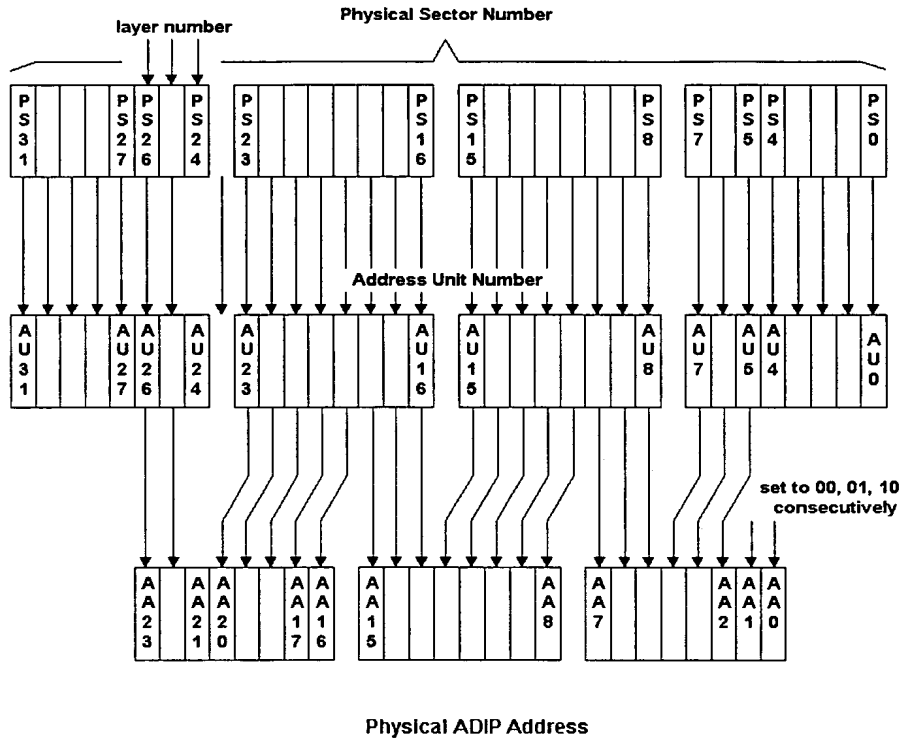 Physical Sector Number
layer number
PS31 PS27 PS26 PS24 PS23 PS16 PS15 PS8 PS7 PS5 PS4 PS0
Address Unit Number
AU31 AU27 AU26 AU24 AU23 AU16 AU15 AU8 AU7 AU5 AU4 AU0
set to 00, 01, 10
consecutively
AA23 AA21 AA20 AA17 AA16 AA15 AA8 AA7 AA2 AA1 AA0
Physical ADIP Address